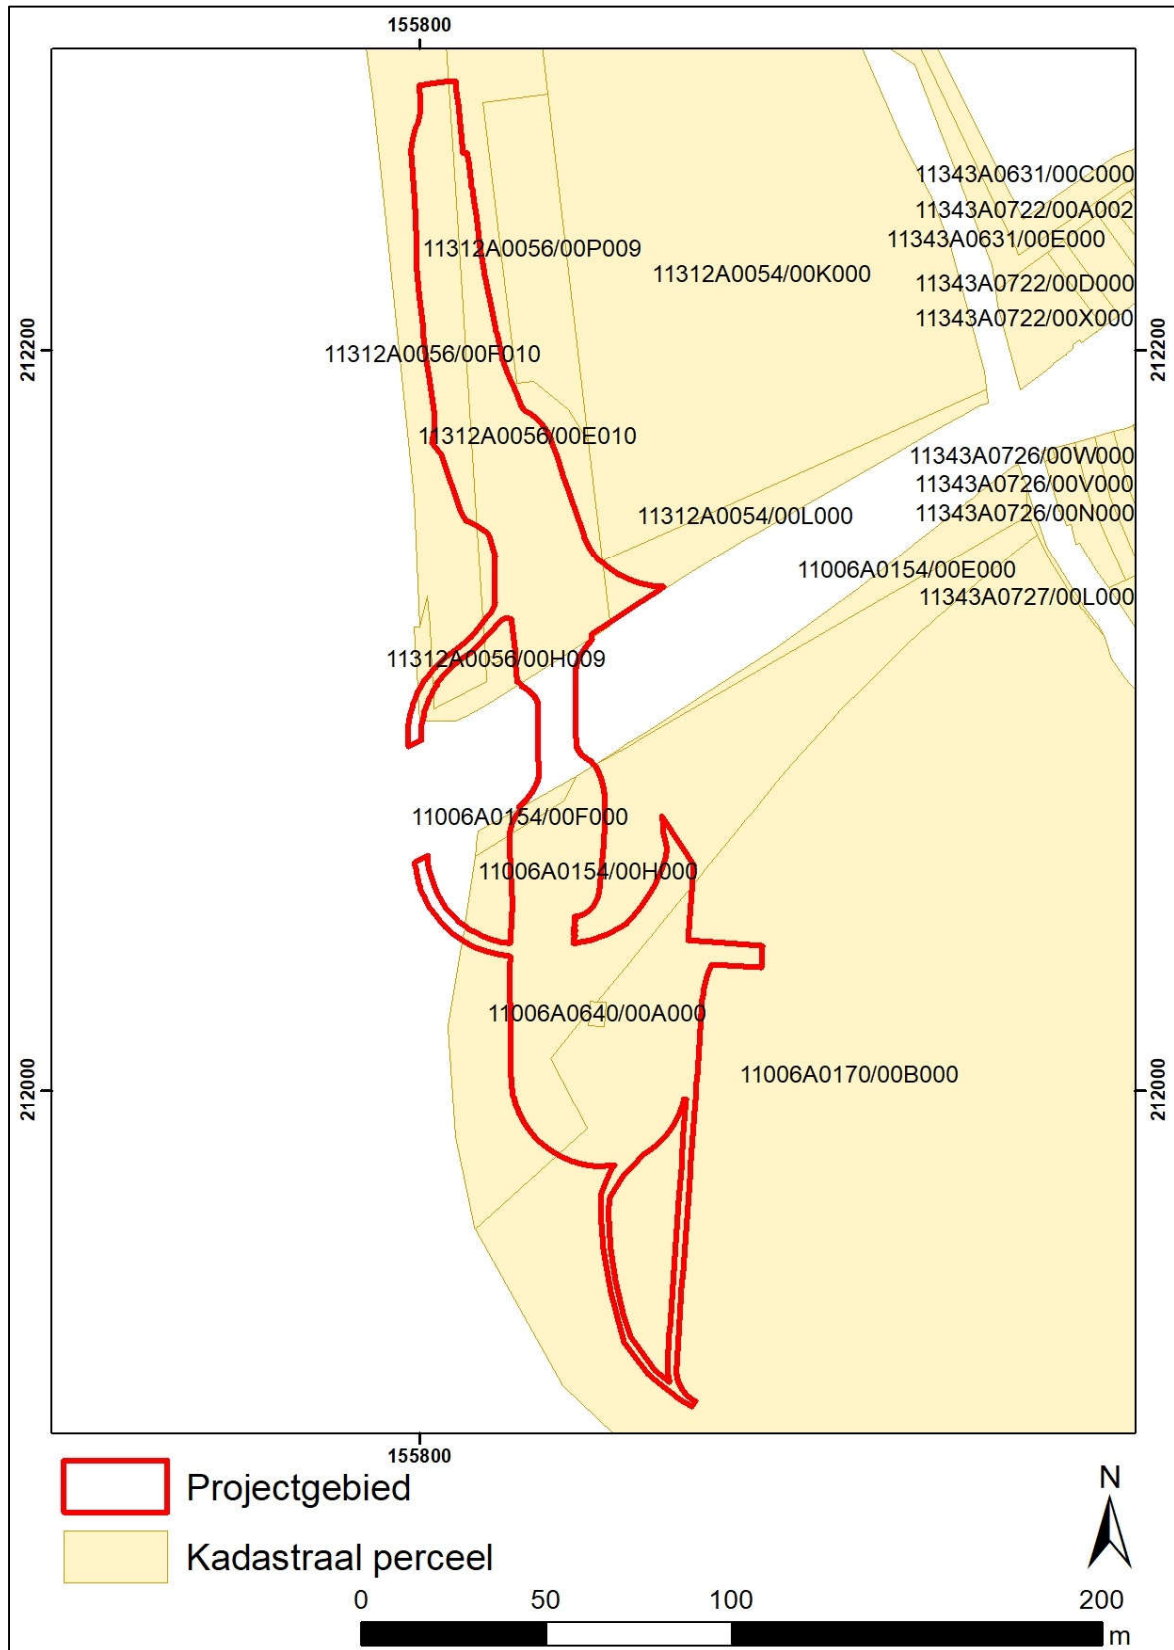 155800
11343A0631/00C000
11343A0722/00A002
11343A0631/00E000
11312A0056/00P009
11312A0054/00K000
11343A0722/00D000
11343A0722/00X000
212200
212200
11312A0056/00F010
11312A0056/00E010
11343A0726/00W000
11343A0726/00V000
11343A0726/00N000
11312A0054/00L000
11006A0154/00E000
11343A0727/00L000
11312A0056/00H009
11006A0154/00F000
11006A0154/00H000
11006A0640/00A000
11006A0170/00B000
212000
212000
155800
Projectgebied
Kadastraal perceel
N
0 50 100 200
m